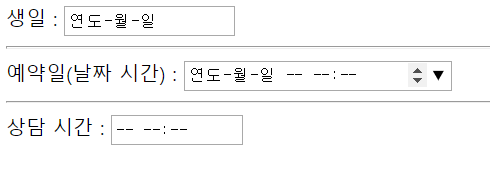 생일 : 연도-월-일
예약일(날짜 시간) : 연도-월-일 -- --:--
상담 시간 : -- --:--